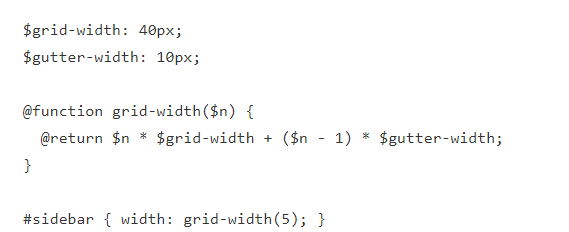 $grid-width: 40px;
$gutter-width: 10px;

@function grid-width($n) {
  @return $n * $grid-width + ($n - 1) * $gutter-width;
}

#sidebar { width: grid-width(5); }